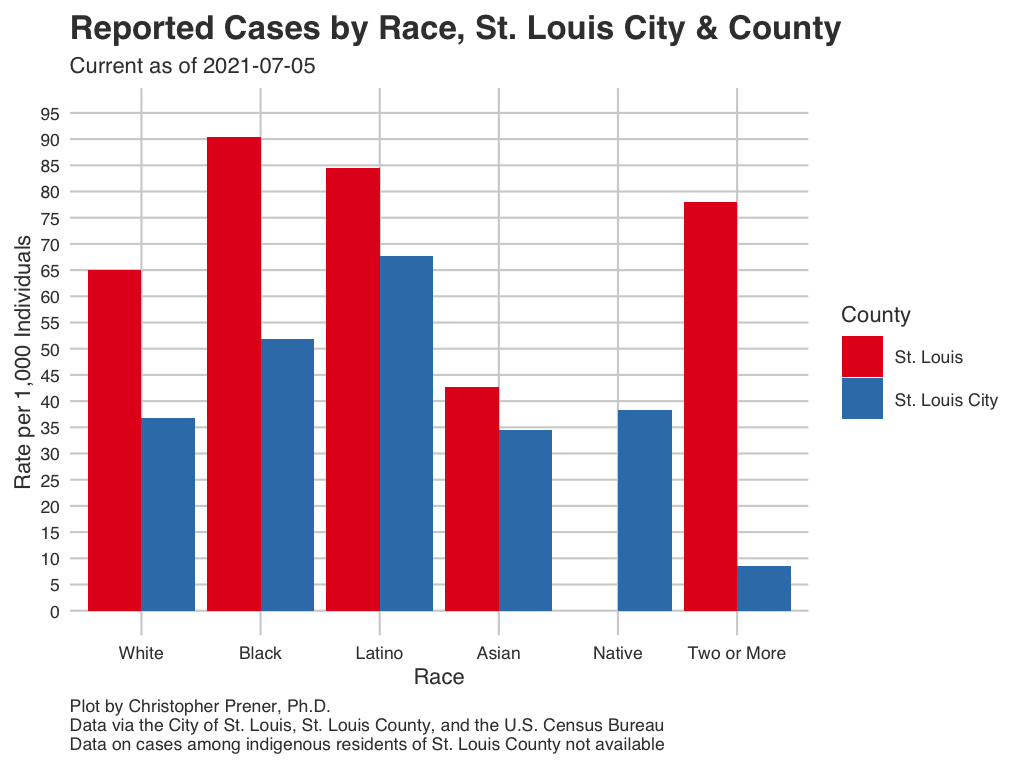 Reported Cases by Race, St. Louis City & County
Current as of 2021-07-05
Rate per 1,000 Individuals
95
90
85
80
75
70
65
60
55
50
45
40
35
30
25
20
15
10
5
0
White Black Latino Asian Native Two or More
Race
County
St. Louis
St. Louis City
Plot by Christopher Prener, Ph.D.
Data via the City of St. Louis, St. Louis County, and the U.S. Census Bureau
Data on cases among indigenous residents of St. Louis County not available